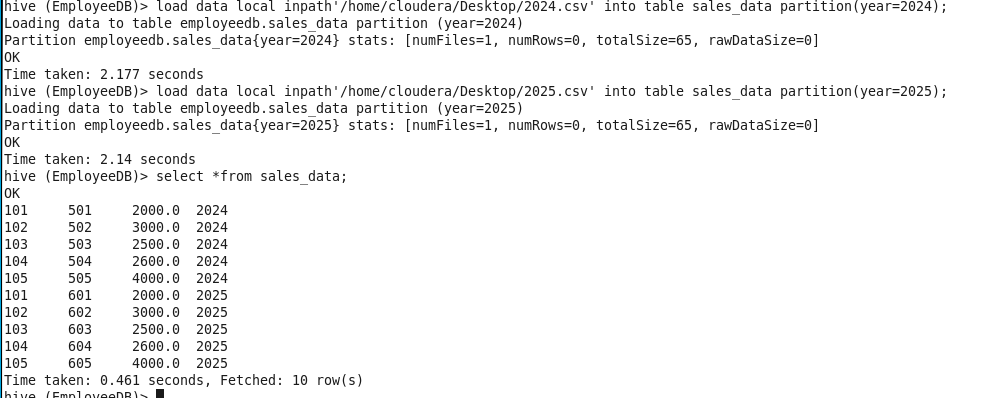 hive (EmployeeDB)> load data local inpath'/home/cloudera/Desktop/2024.csv' into table sales_data partition(year=2024);
Loading data to table employeedb.sales_data partition (year=2024)
Partition employeedb.sales_data{year=2024} stats: [numFiles=1, numRows=0, totalSize=65, rawDataSize=0]
OK
Time taken: 2.177 seconds
hive (EmployeeDB)> load data local inpath'/home/cloudera/Desktop/2025.csv' into table sales_data partition(year=2025);
Loading data to table employeedb.sales_data partition (year=2025)
Partition employeedb.sales_data{year=2025} stats: [numFiles=1, numRows=0, totalSize=65, rawDataSize=0]
OK
Time taken: 2.14 seconds
hive (EmployeeDB)> select *from sales_data;
OK
101     501     2000.0  2024
102     502     3000.0  2024
103     503     2500.0  2024
104     504     2600.0  2024
105     505     4000.0  2024
101     601     2000.0  2025
102     602     3000.0  2025
103     603     2500.0  2025
104     604     2600.0  2025
105     605     4000.0  2025
Time taken: 0.461 seconds, Fetched: 10 row(s)
hive (EmployeeDB)>